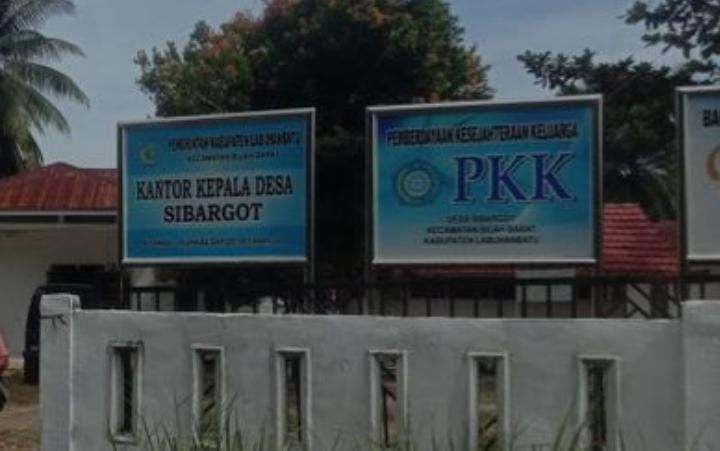 PEMERINTAH KABUPATEN LABUHANBATU
KECAMATAN BILAH BARAT
KANTOR KEPALA DESA
SIBARGOT
PEMBERDAYAAN KESEJAHTERAAN KELUARGA
PKK
DESA SIBARGOT
KECAMATAN BILAH BARAT
KABUPATEN LABUHANBATU
BA